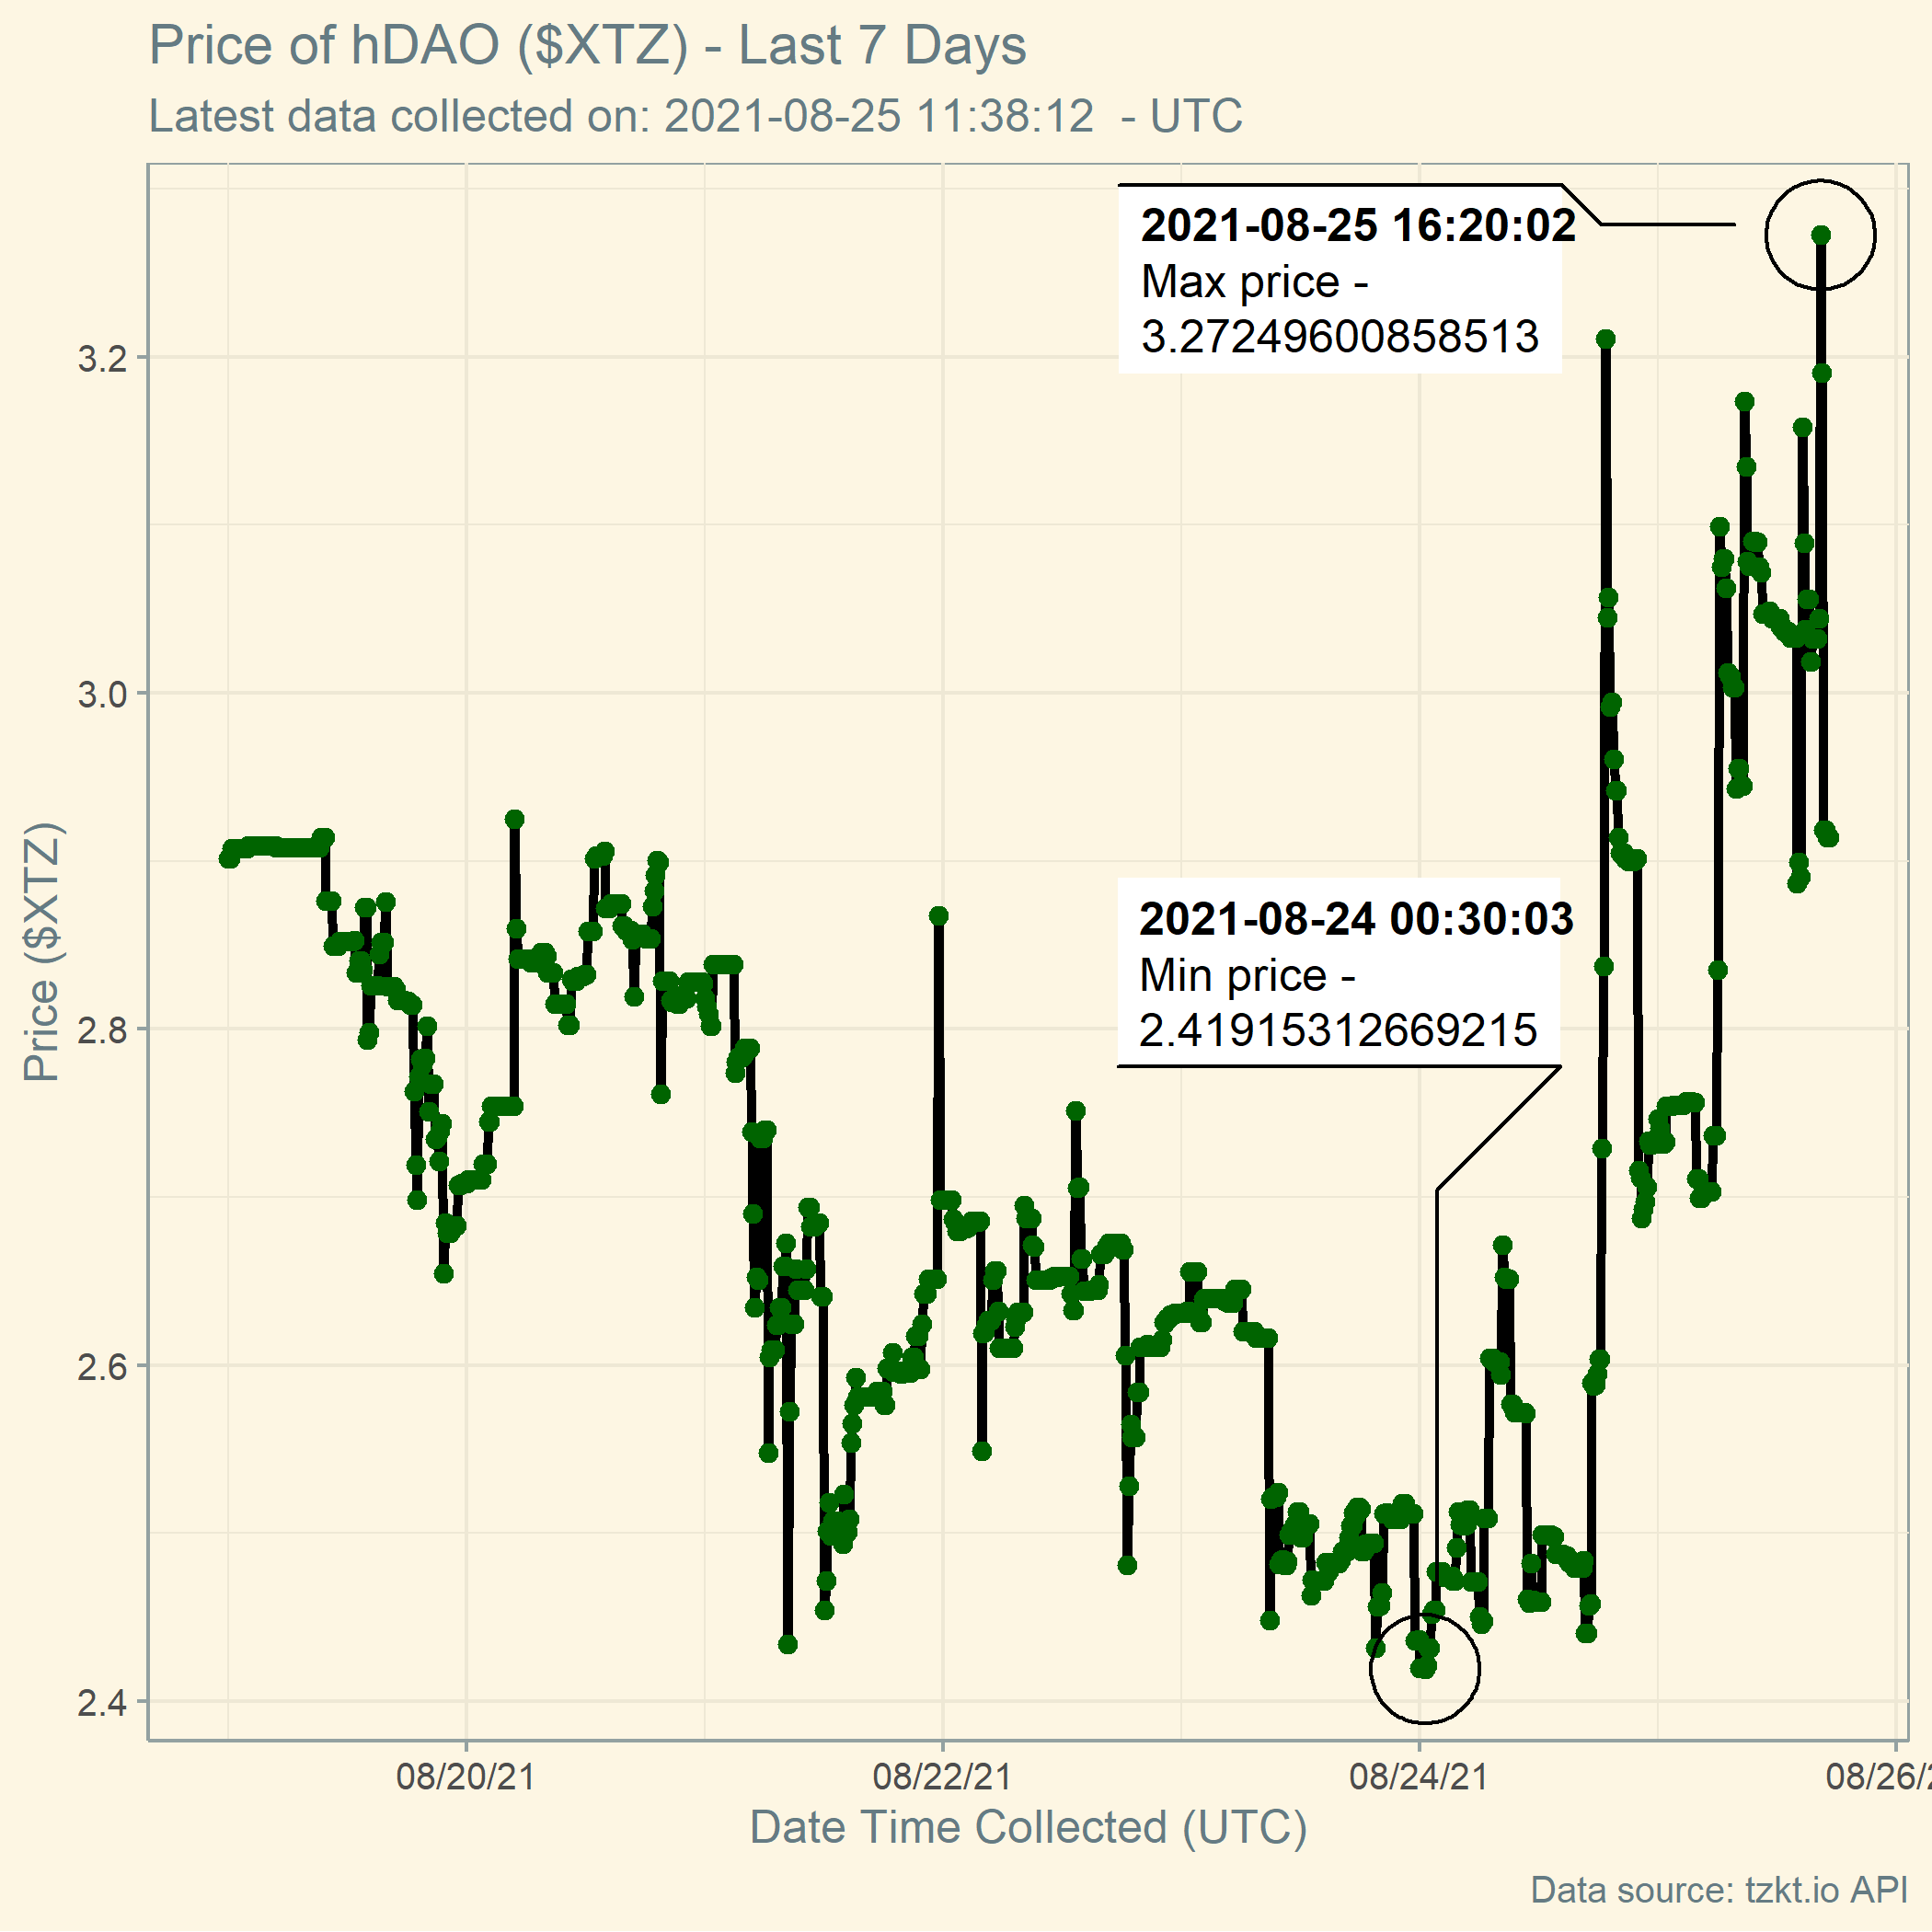 Price of hDAO ($XTZ) - Last 7 Days
Latest data collected on: 2021-08-25 11:38:12  - UTC
2021-08-25 16:20:02
Max price -
3.27249600858513
2021-08-24 00:30:03
Min price -
2.41915312669215
Price ($XTZ)
3.2
3.0
2.8
2.6
2.4
08/20/21
08/22/21
08/24/21
08/26/2
Date Time Collected (UTC)
Data source: tzkt.io API